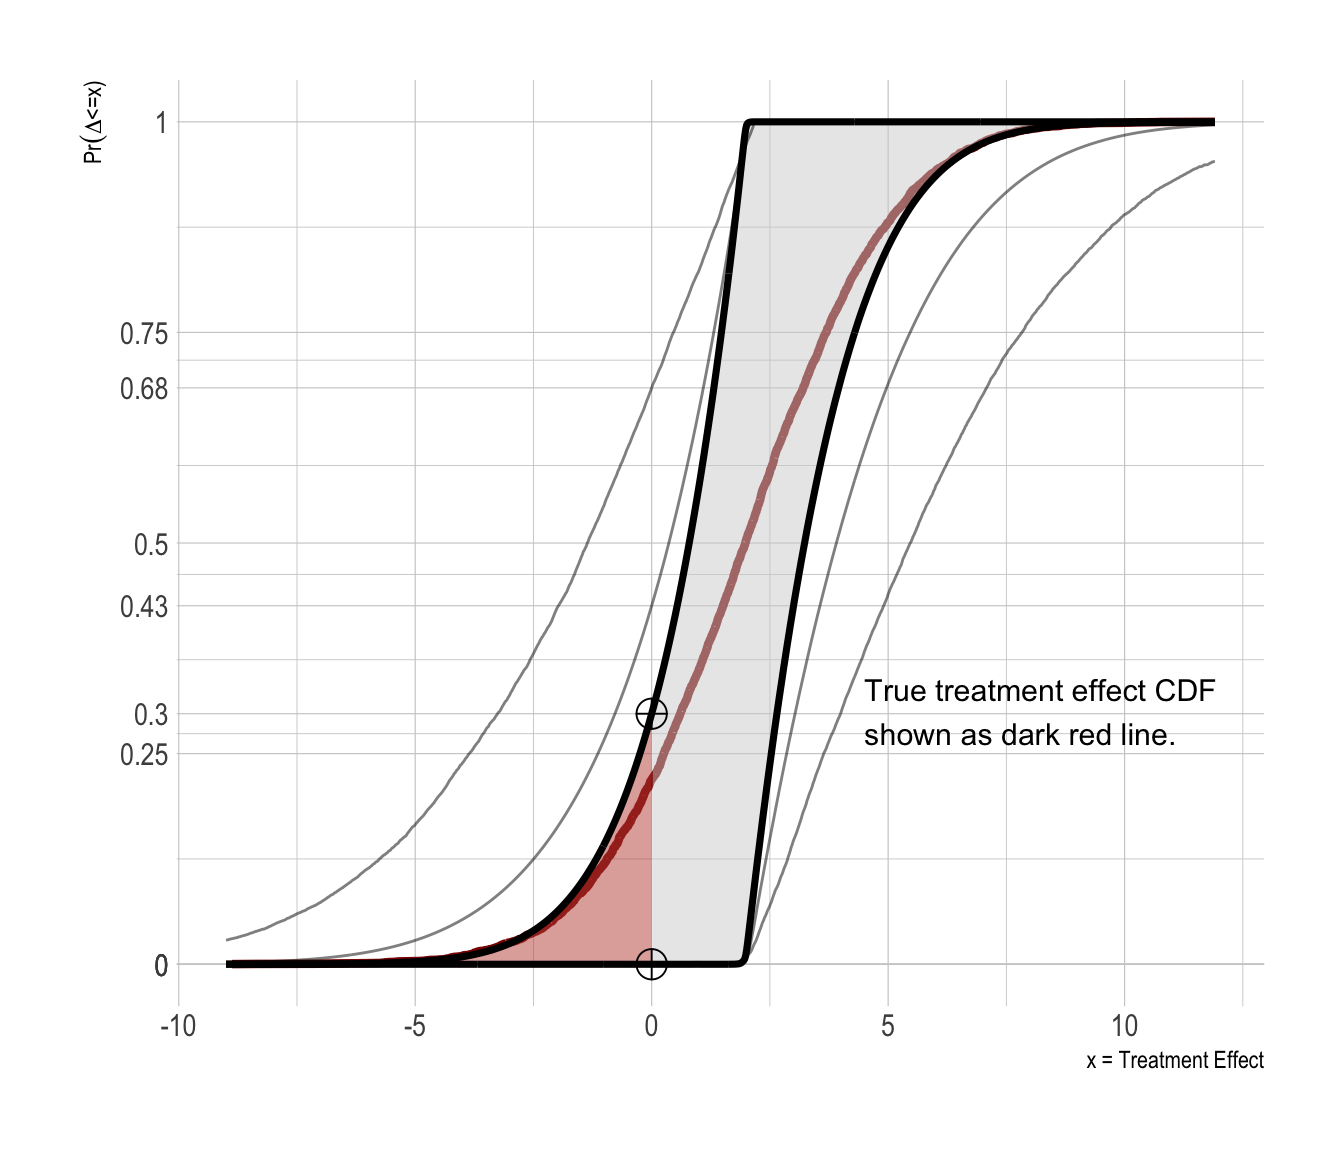 Pr(Δ<=x)
1
0.75
0.68
0.5
0.43
0.3
0.25
0
True treatment effect CDF
shown as dark red line.
-10 -5 0 5 10
x = Treatment Effect